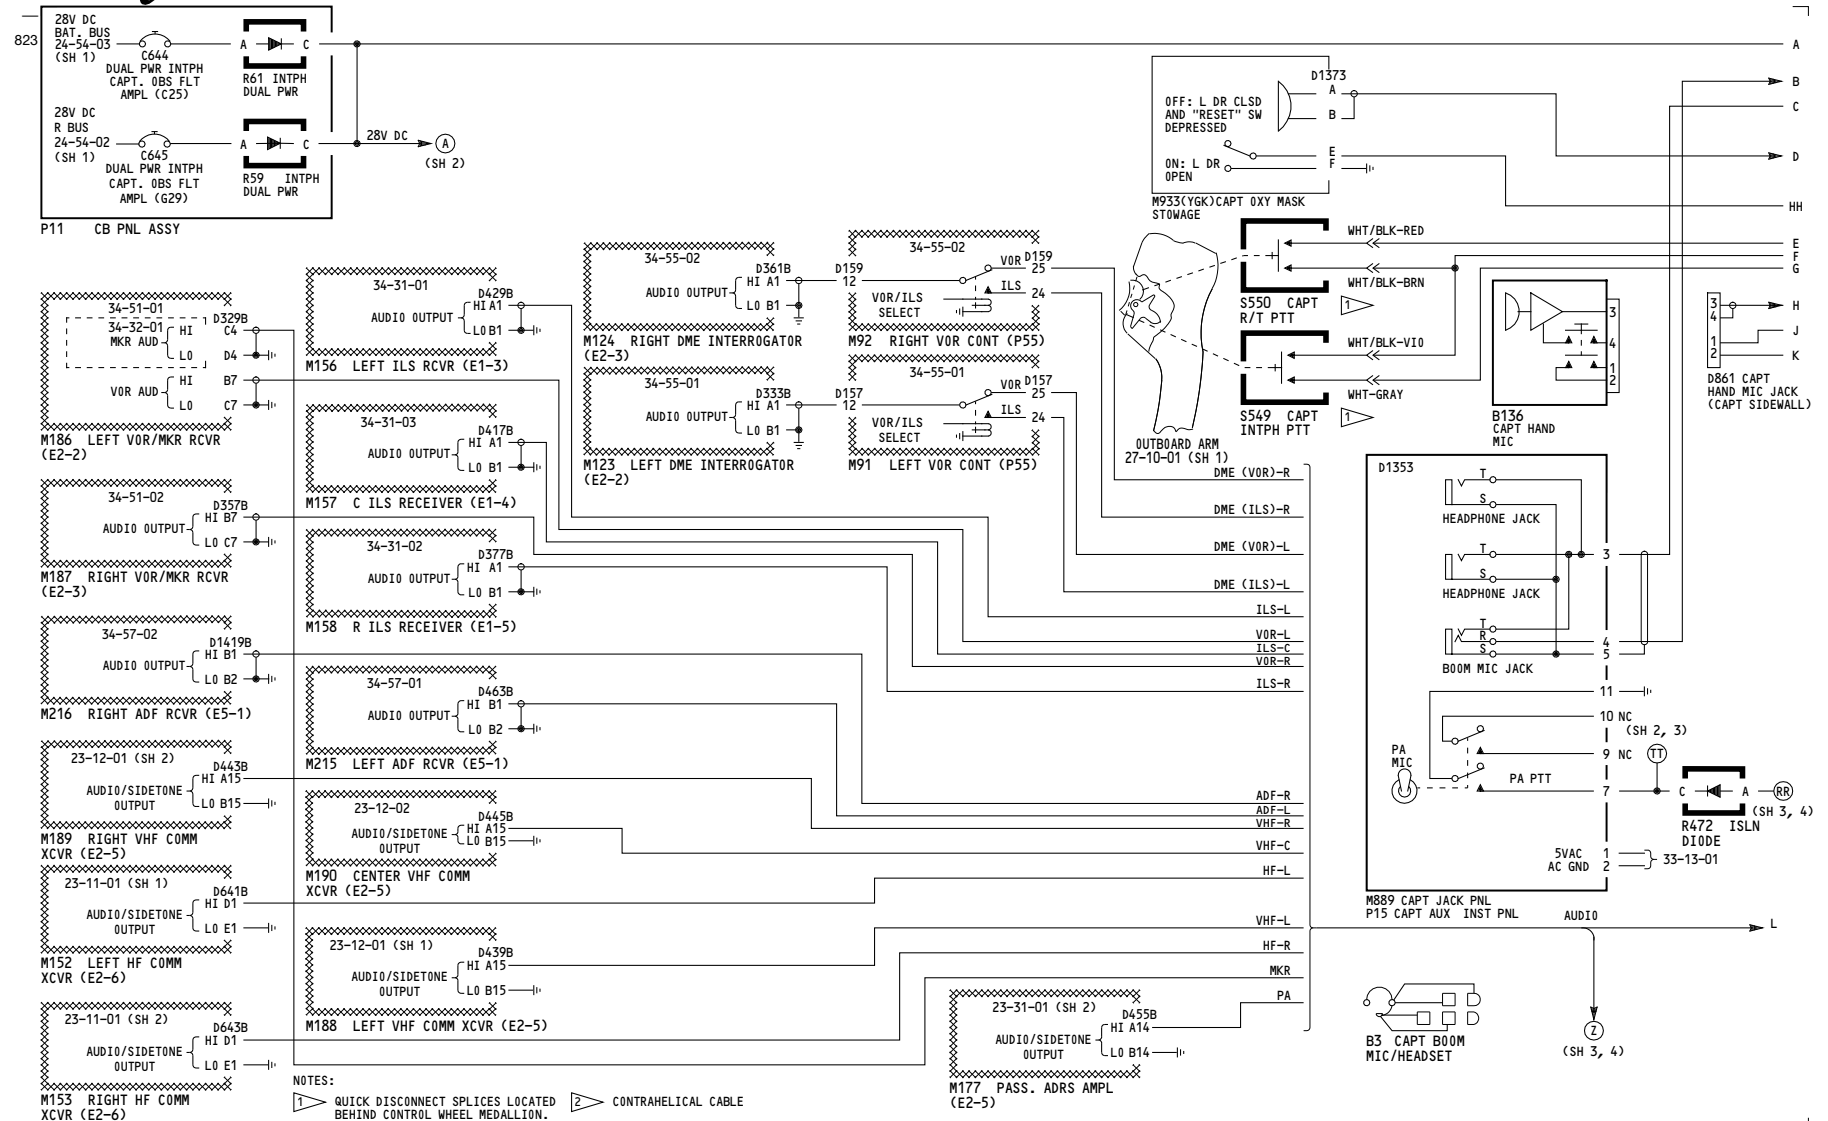 823
28V DC
BAT. BUS
24-54-03
(SH 1)
C644
DUAL PWR INTPH
CAPT. OBS FLT
AMPL (C25)
A
C
R61 INTPH
DUAL PWR
28V DC
R BUS
24-54-02
(SH 1)
C645
DUAL PWR INTPH
CAPT. OBS FLT
AMPL (G29)
A
C
R59 INTPH
DUAL PWR
28V DC
A
(SH 2)
P11 CB PNL ASSY
D1373
OFF: L DR CLSD
AND "RESET" SW
DEPRESSED
A
B
ON: L DR
OPEN
E
F
M933(YGK)CAPT OXY MASK
STOWAGE
A
B
C
D
HH
E
F
G
H
J
K
34-51-01
34-32-01
MKR AUD
HI
LO
D329B
C4
D4
VOR AUD
HI
LO
B7
C7
M186 LEFT VOR/MKR RCVR
(E2-2)
34-51-02
D357B
AUDIO OUTPUT
HI B7
LO C7
M187 RIGHT VOR/MKR RCVR
(E2-3)
34-57-02
D1419B
AUDIO OUTPUT
HI B1
LO B2
M216 RIGHT ADF RCVR (E5-1)
23-12-01 (SH 2)
D443B
AUDIO/SIDETONE
OUTPUT
HI A15
LO B15
M189 RIGHT VHF COMM
XCVR (E2-5)
23-11-01 (SH 1)
D641B
AUDIO/SIDETONE
OUTPUT
HI D1
LO E1
M152 LEFT HF COMM
XCVR (E2-6)
23-11-01 (SH 2)
D643B
AUDIO/SIDETONE
OUTPUT
HI D1
LO E1
M153 RIGHT HF COMM
XCVR (E2-6)
34-31-01
D429B
AUDIO OUTPUT
HI A1
LO B1
M156 LEFT ILS RCVR (E1-3)
34-31-03
D417B
AUDIO OUTPUT
HI A1
LO B1
M157 C ILS RECEIVER (E1-4)
34-31-02
D377B
AUDIO OUTPUT
HI A1
LO B1
M158 R ILS RECEIVER (E1-5)
34-57-01
D463B
AUDIO OUTPUT
HI B1
LO B2
M215 LEFT ADF RCVR (E5-1)
23-12-02
D445B
AUDIO/SIDETONE
OUTPUT
HI A15
LO B15
M190 CENTER VHF COMM
XCVR (E2-5)
23-12-01 (SH 1)
D439B
AUDIO/SIDETONE
OUTPUT
HI A15
LO B15
M188 LEFT VHF COMM XCVR (E2-5)
34-55-02
D361B
AUDIO OUTPUT
HI A1
LO B1
M124 RIGHT DME INTERROGATOR
(E2-3)
34-55-01
D333B
AUDIO OUTPUT
HI A1
LO B1
M123 LEFT DME INTERROGATOR
(E2-2)
34-55-02
D159
12
VOR
D159
25
ILS
24
VOR/ILS
SELECT
M92 RIGHT VOR CONT (P55)
34-55-01
D157
12
VOR
D157
25
ILS
24
VOR/ILS
SELECT
M91 LEFT VOR CONT (P55)
OUTBOARD ARM
27-10-01 (SH 1)
WHT/BLK-RED
WHT/BLK-BRN
S550 CAPT
R/T PTT
1
WHT/BLK-VIO
WHT-GRAY
S549 CAPT
INTPH PTT
1
3
4
1
2
B136
CAPT HAND
MIC
3
4
1
2
D861 CAPT
HAND MIC JACK
(CAPT SIDEWALL)
DME (VOR)-R
DME (ILS)-R
DME (VOR)-L
DME (ILS)-L
ILS-L
VOR-L
ILS-C
VOR-R
ILS-R
ADF-R
ADF-L
VHF-R
VHF-C
HF-L
VHF-L
HF-R
MKR
PA
23-31-01 (SH 2)
D455B
AUDIO/SIDETONE
OUTPUT
HI A14
LO B14
M177 PASS. ADRS AMPL
(E2-5)
D1353
T
S
HEADPHONE JACK
T
S
HEADPHONE JACK
T
R
S
BOOM MIC JACK
3
4
5
11
10 NC
(SH 2, 3)
9 NC
TT
PA
MIC
PA PTT
7
C
A
RR
(SH 3, 4)
R472 ISLN
DIODE
5VAC 1
AC GND 2
33-13-01
M889 CAPT JACK PNL
P15 CAPT AUX INST PNL
AUDIO
L
Z
(SH 3, 4)
B3 CAPT BOOM
MIC/HEADSET
NOTES:
1 QUICK DISCONNECT SPLICES LOCATED
BEHIND CONTROL WHEEL MEDALLION.
2 CONTRAHELICAL CABLE